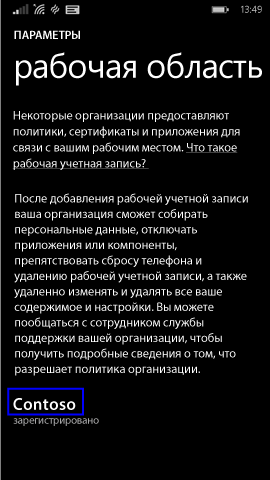 13:49
ПАРАМЕТРЫ
рабочая область
Некоторые организации предоставляют
политики, сертификаты и приложения для
связи с вашим рабочим местом. Что такое
рабочая учетная запись?
После добавления рабочей учетной записи
ваша организация сможет собирать
персональные данные, отключать
приложения или компоненты,
препятствовать сбросу телефона и
удалению рабочей учетной записи, а также
удаленно изменять и удалять все ваше
содержимое и настройки. Вы можете
пообщаться с сотрудником службы
поддержки вашей организации, чтобы
получить подробные сведения о том, что
разрешает политика организации.
Contoso
зарегистрировано